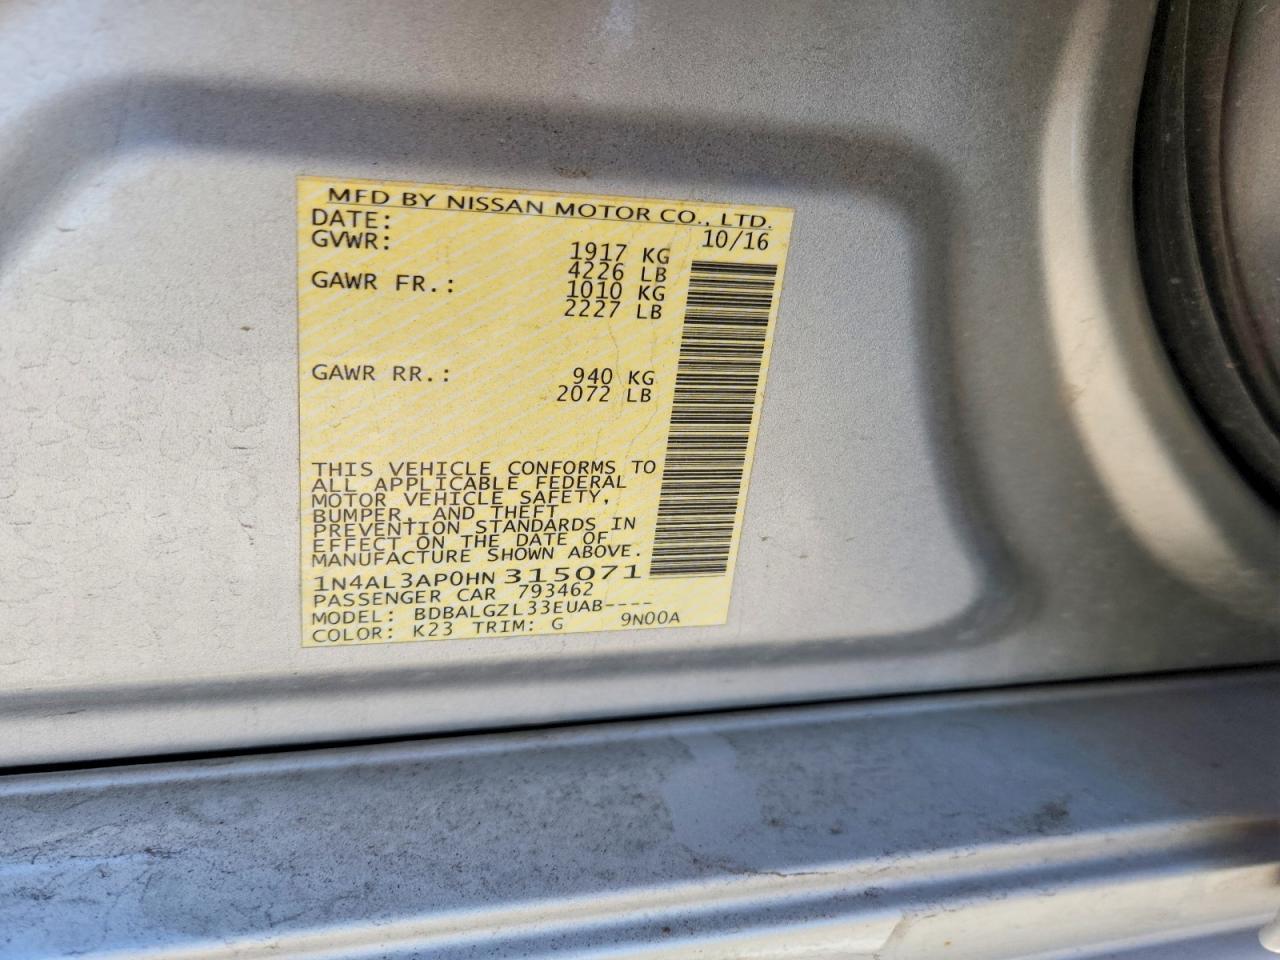 MFD BY NISSAN MOTOR CO., LTD.
DATE: 10/16
GVWR: 1917 KG
4226 LB
GAWR FR.: 1010 KG
2227 LB
GAWR RR.: 940 KG
2072 LB
THIS VEHICLE CONFORMS TO
ALL APPLICABLE FEDERAL
MOTOR VEHICLE SAFETY,
BUMPER, AND THEFT
PREVENTION STANDARDS IN
EFFECT ON THE DATE OF
MANUFACTURE SHOWN ABOVE.
1N4AL3AP0HN 315071
PASSENGER CAR 793462
MODEL: BDBALGZL33EUAB----
COLOR: K23 TRIM: G 9N00A